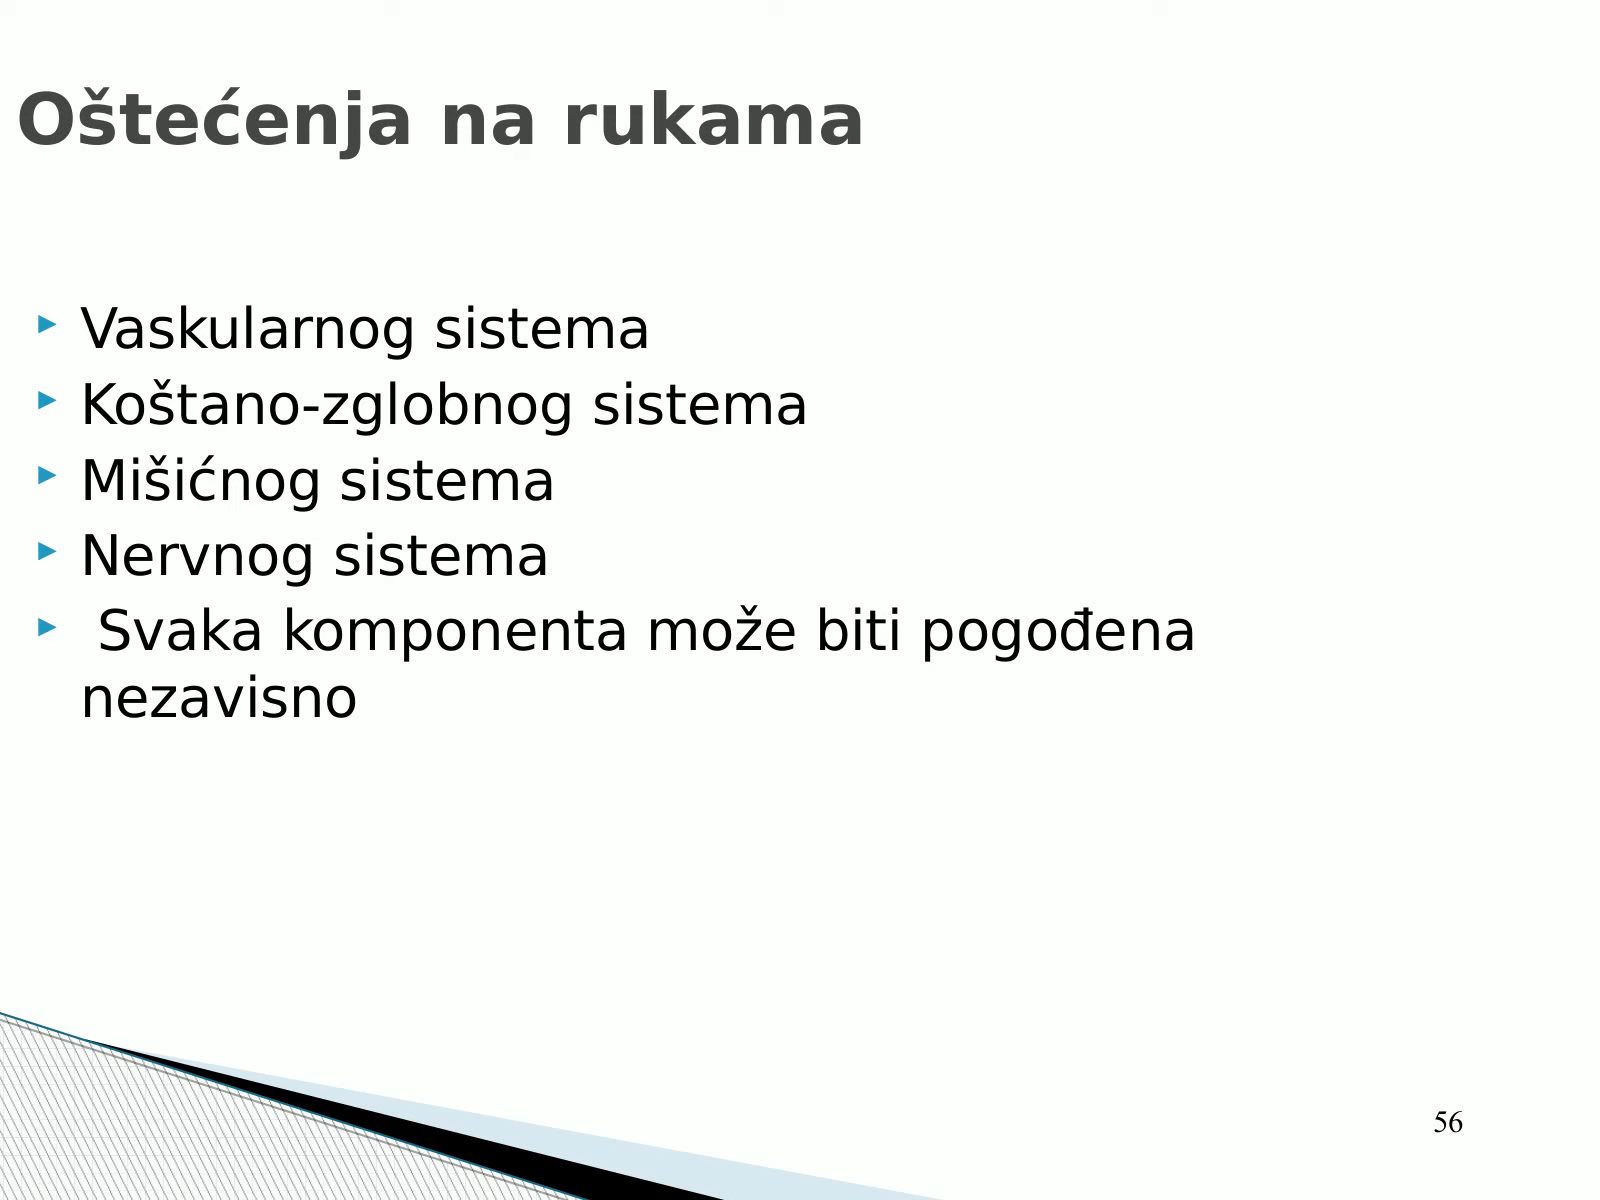 Oštećenja na rukama
Vaskularnog sistema
Koštano-zglobnog sistema
Mišićnog sistema
Nervnog sistema
Svaka komponenta može biti pogođena
nezavisno
56